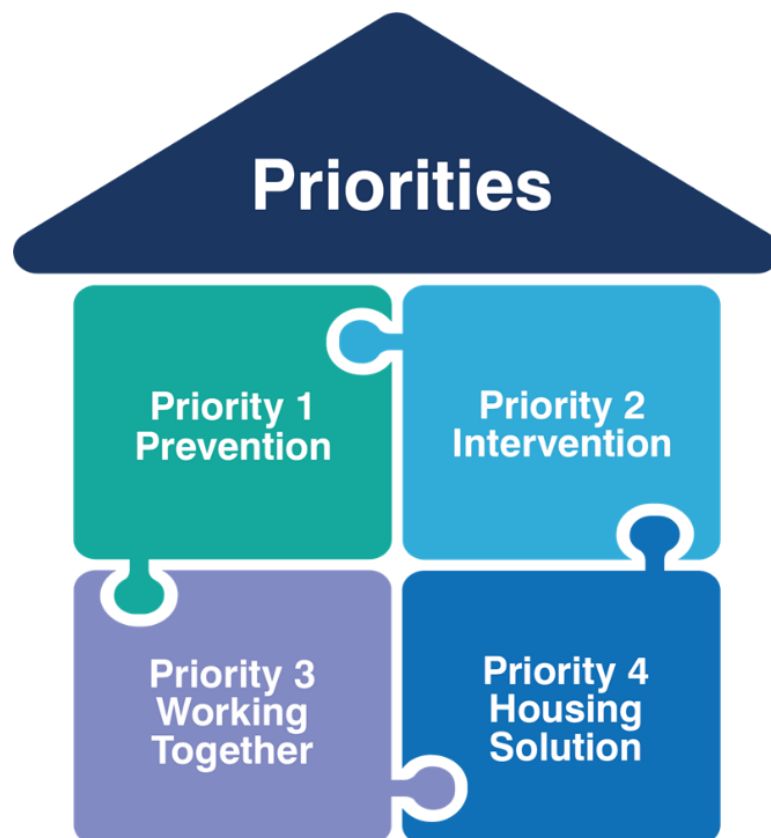 Priorities
Priority 1
Prevention
Priority 2
Intervention
Priority 3
Working
Together
Priority 4
Housing
Solution